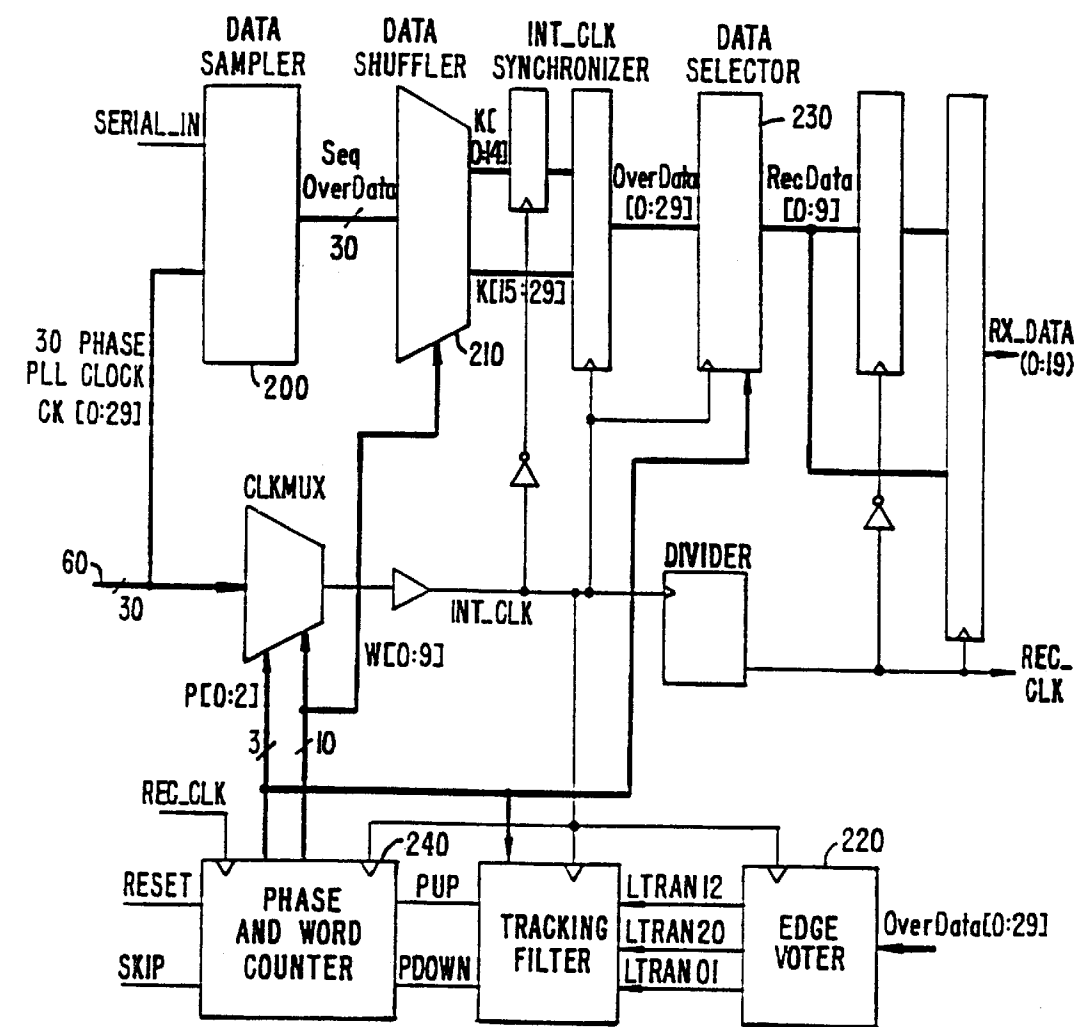 DATA
SAMPLER
DATA
SHUFFLER
INT_CLK
SYNCHRONIZER
DATA
SELECTOR
SERIAL_IN
Seq
OverData
30
K[
0:14]
K[15:29]
OverData
[0:29]
230
RecData
[0:9]
RX_DATA
(0:19)
30 PHASE
PLL CLOCK
CK [0:29]
200
210
CLKMUX
60
30
INT_CLK
DIVIDER
REC_
CLK
W[0:9]
P[0:2]
3
10
REC_CLK
240
220
RESET
SKIP
PHASE
AND WORD
COUNTER
PUP
PDOWN
TRACKING
FILTER
LTRAN12
LTRAN20
LTRAN01
EDGE
VOTER
OverData[0:29]